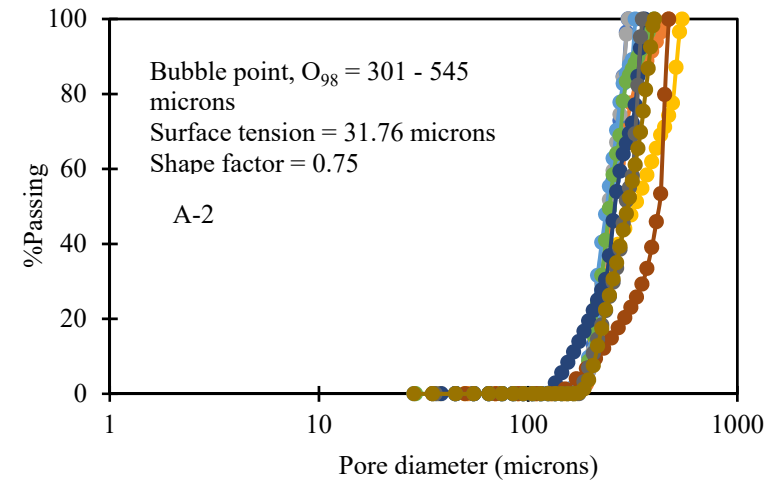 100
80
60
40
20
0
%Passing
Bubble point, O98 = 301 - 545
microns
Surface tension = 31.76 microns
Shape factor = 0.75
A-2
1 10 100 1000
Pore diameter (microns)